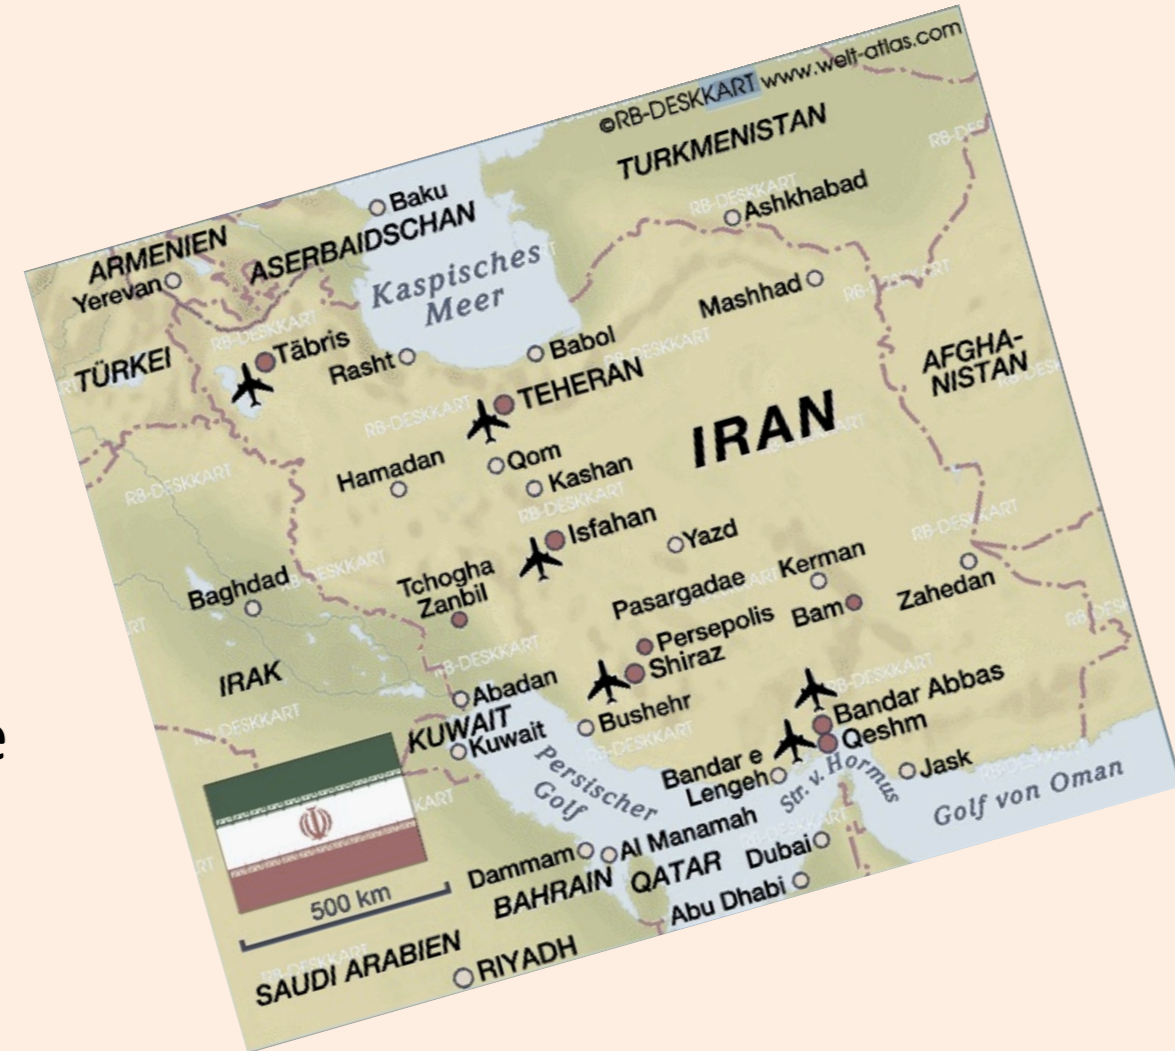 ©RB-DESKKART www.welt-atlas.com
TURKMENISTAN
Baku
Ashkhabad
ARMENIEN
ASERBAIDSCHAN
Yerevan
Kaspisches
Meer
Mashhad
TÜRKEI
Täbris
Rasht
Babol
AFGHA-
NISTAN
TEHERAN
IRAN
Hamadan
Qom
Kashan
Isfahan
Yazd
Baghdad
Tchogha
Zanbil
Pasargadae
Kerman
Bam
Zahedan
Persepolis
Shiraz
IRAK
Abadan
Bushehr
KUWAIT
Kuwait
Bandar Abbas
Qeshm
Bandar e
Lengeh
Str. v. Hormus
Jask
Persischer
Golf
Golf von Oman
Dammam
Al Manamah
BAHRAIN
QATAR
Dubai
Abu Dhabi
500 km
SAUDI ARABIEN
RIYADH
e
RB-DESKKART